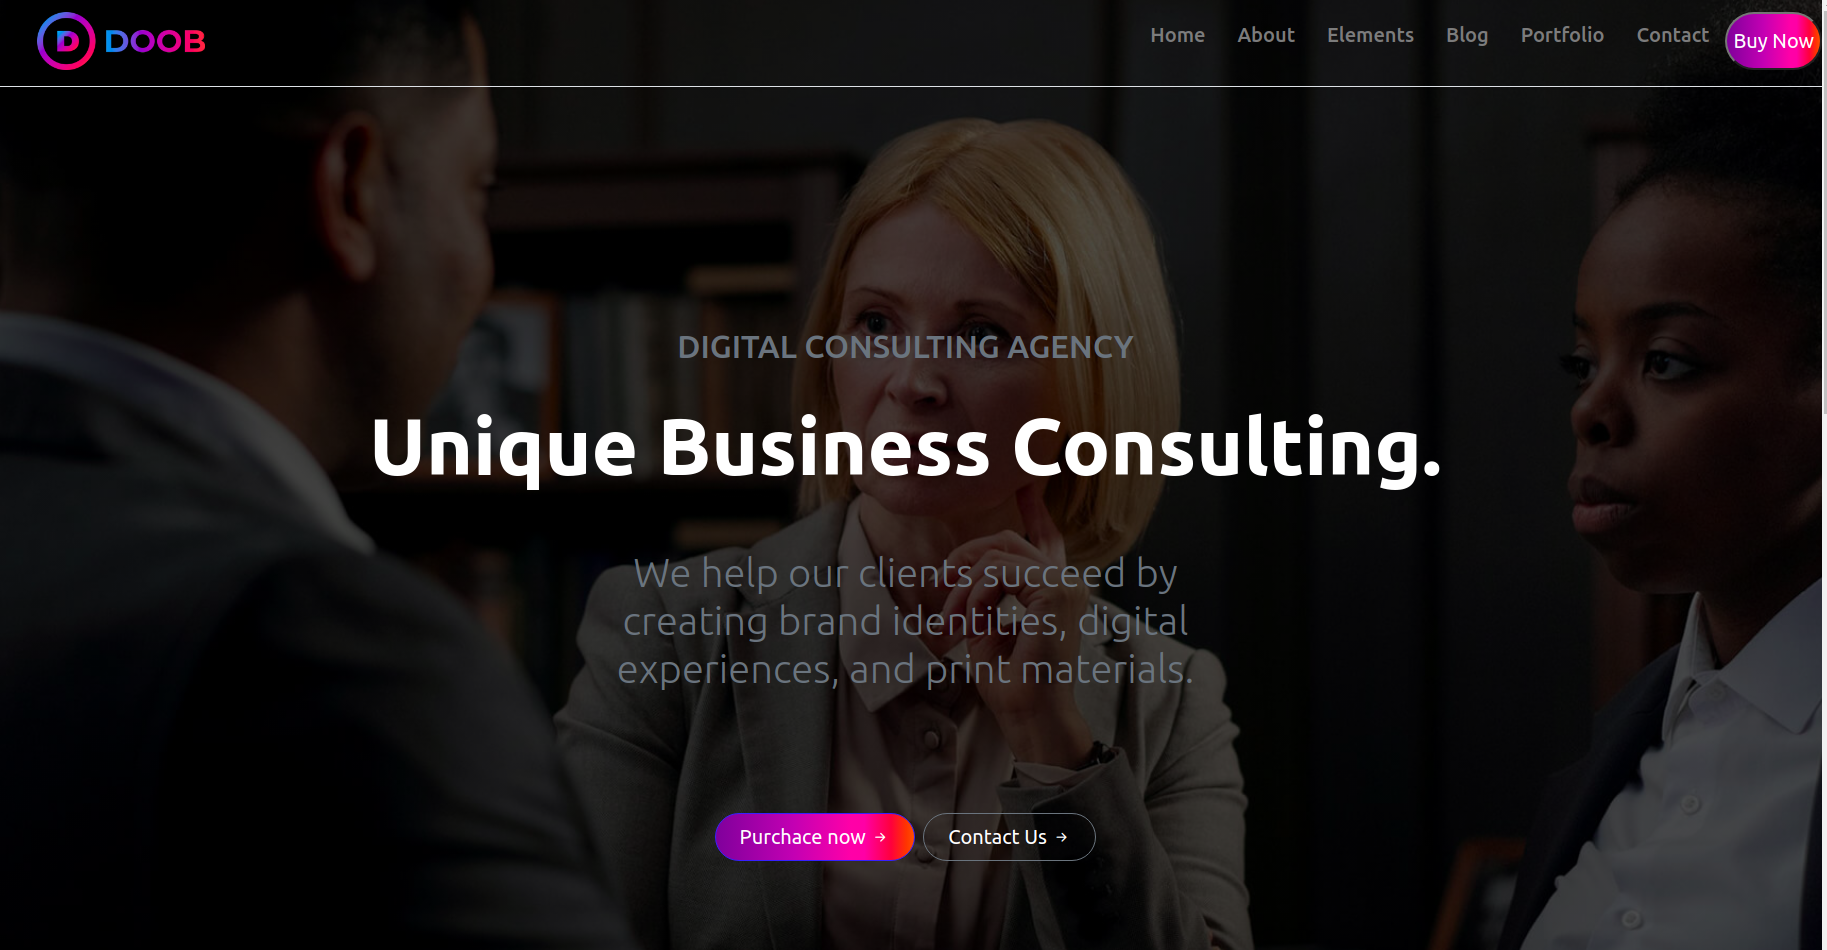 D DOOB
Home About Elements Blog Portfolio Contact Buy Now
DIGITAL CONSULTING AGENCY
Unique Business Consulting.
We help our clients succeed by
creating brand identities, digital
experiences, and print materials.
Purchace now → Contact Us →